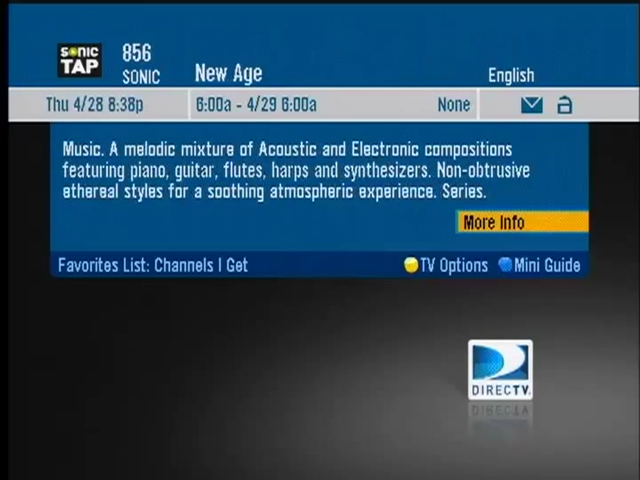 SONIC TAP
856
SONIC
New Age
English
Thu 4/28 8:38p
6:00a - 4/29 6:00a
None
Music. A melodic mixture of Acoustic and Electronic compositions
featuring piano, guitar, flutes, harps and synthesizers. Non-obtrusive
ethereal styles for a soothing atmospheric experience. Series.
More Info
Favorites List: Channels I Get
TV Options
Mini Guide
DIRECTV